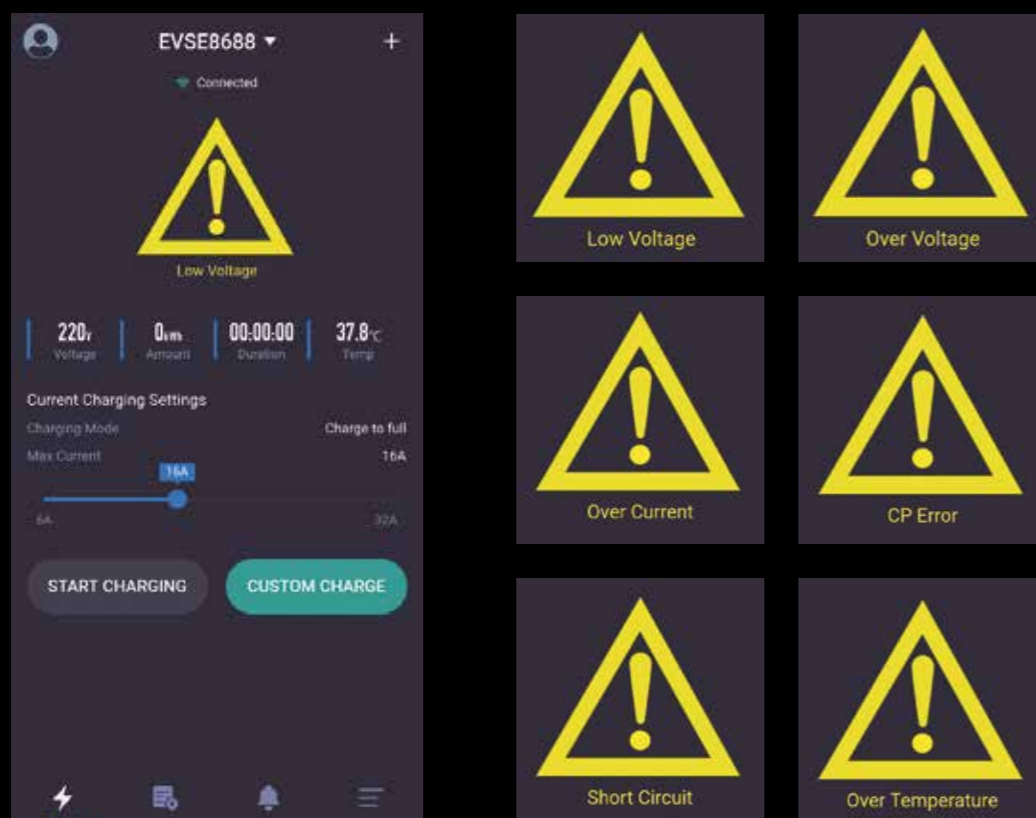 EVSE8688
Connected
Low Voltage
220V 0kWh 00:00:00 37.8°C
Voltage Amount Duration Temp
Current Charging Settings
Charging Mode Charge to full
Max Current 16A
16A
6A 32A
START CHARGING CUSTOM CHARGE
Low Voltage
Over Voltage
Over Current
CP Error
Short Circuit
Over Temperature